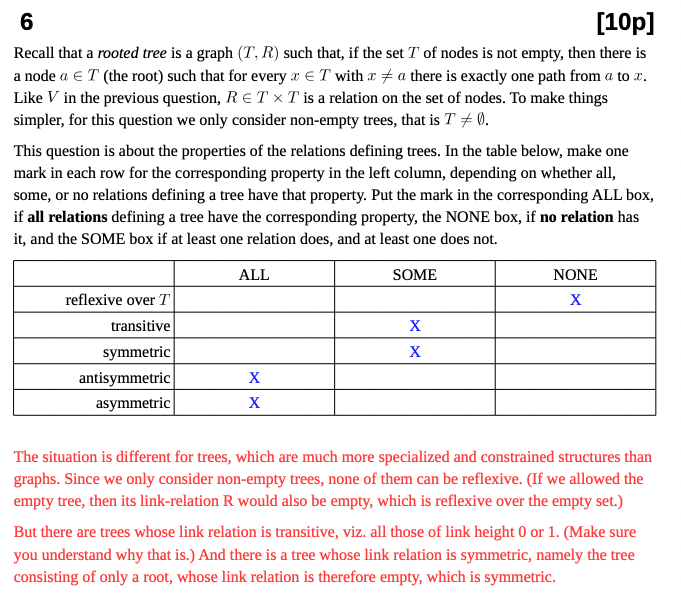 6 [10p]
Recall that a rooted tree is a graph (T, R) such that, if the set T of nodes is not empty, then there is
a node a ∈ T (the root) such that for every x ∈ T with x ≠ a there is exactly one path from a to x.
Like V in the previous question, R ∈ T × T is a relation on the set of nodes. To make things
simpler, for this question we only consider non-empty trees, that is T ≠ ∅.
This question is about the properties of the relations defining trees. In the table below, make one
mark in each row for the corresponding property in the left column, depending on whether all,
some, or no relations defining a tree have that property. Put the mark in the corresponding ALL box,
if all relations defining a tree have the corresponding property, the NONE box, if no relation has
it, and the SOME box if at least one relation does, and at least one does not.
ALL SOME NONE
reflexive over T X
transitive X
symmetric X
antisymmetric X
asymmetric X
The situation is different for trees, which are much more specialized and constrained structures than
graphs. Since we only consider non-empty trees, none of them can be reflexive. (If we allowed the
empty tree, then its link-relation R would also be empty, which is reflexive over the empty set.)
But there are trees whose link relation is transitive, viz. all those of link height 0 or 1. (Make sure
you understand why that is.) And there is a tree whose link relation is symmetric, namely the tree
consisting of only a root, whose link relation is therefore empty, which is symmetric.